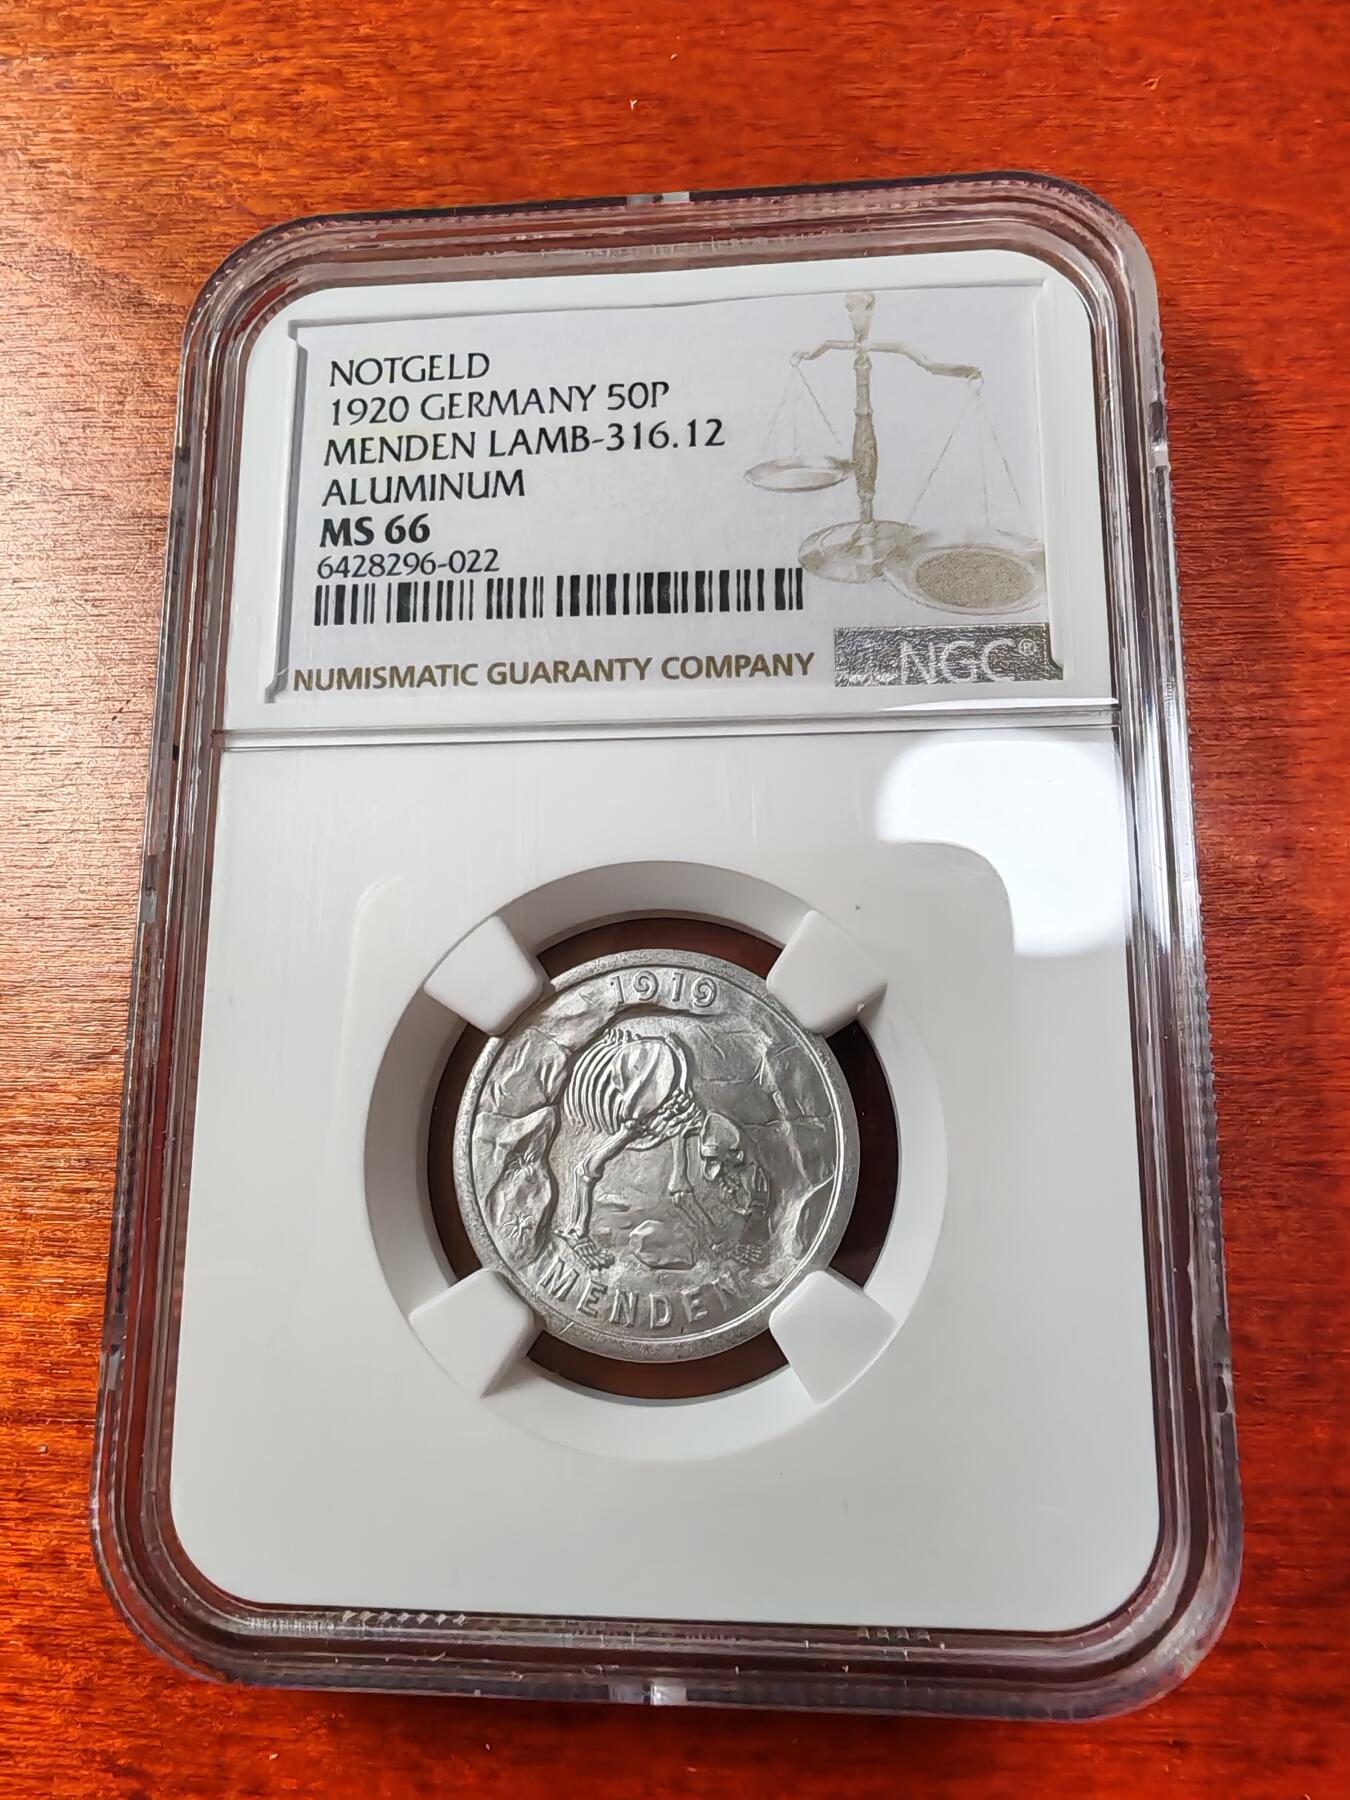 NOTGELD
1920 GERMANY 50P
MENDEN LAMB-316.12
ALUMINUM
MS 66
6428296-022
NUMISMATIC GUARANTY COMPANY
NGC®
1919
MENDEN